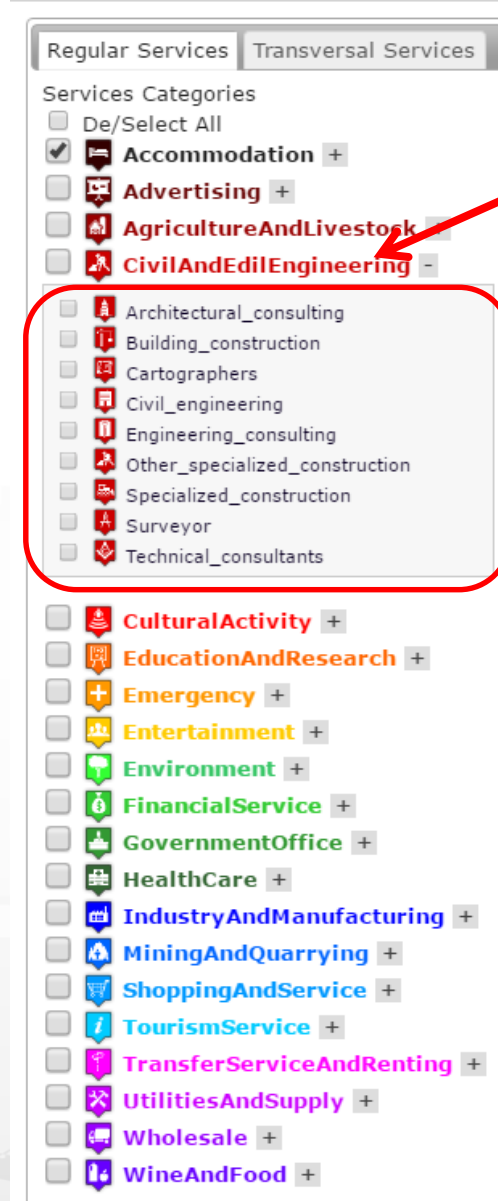 Regular Services Transversal Services
Services Categories
De/Select All
Accommodation +
Advertising +
AgricultureAndLivestock +
CivilAndEdilEngineering -
Architectural_consulting
Building_construction
Cartographers
Civil_engineering
Engineering_consulting
Other_specialized_construction
Specialized_construction
Surveyor
Technical_consultants
CulturalActivity +
EducationAndResearch +
Emergency +
Entertainment +
Environment +
FinancialService +
GovernmentOffice +
HealthCare +
IndustryAndManufacturing +
MiningAndQuarrying +
ShoppingAndService +
TourismService +
TransferServiceAndRenting +
UtilitiesAndSupply +
Wholesale +
WineAndFood +